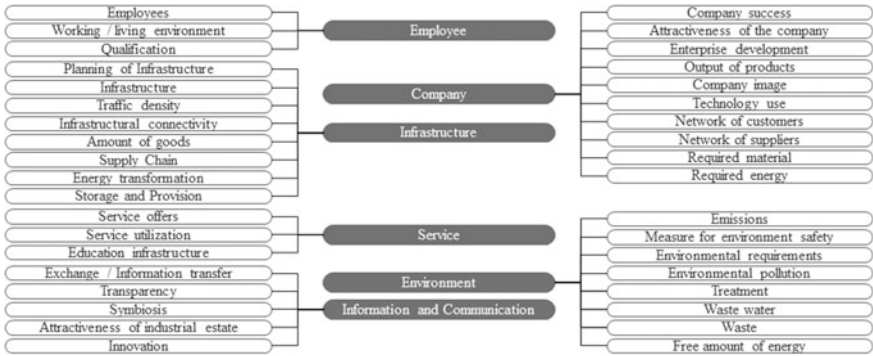 Employees
Working / living environment
Qualification
Planning of Infrastructure
Infrastructure
Traffic density
Infrastructural connectivity
Amount of goods
Supply Chain
Energy transformation
Storage and Provision
Service offers
Service utilization
Education infrastructure
Exchange / Information transfer
Transparency
Symbiosis
Attractiveness of industrial estate
Innovation
Employee
Company
Infrastructure
Service
Environment
Information and Communication
Company success
Attractiveness of the company
Enterprise development
Output of products
Company image
Technology use
Network of customers
Network of suppliers
Required material
Required energy
Emissions
Measure for environment safety
Environmental requirements
Environmental pollution
Treatment
Waste water
Waste
Free amount of energy